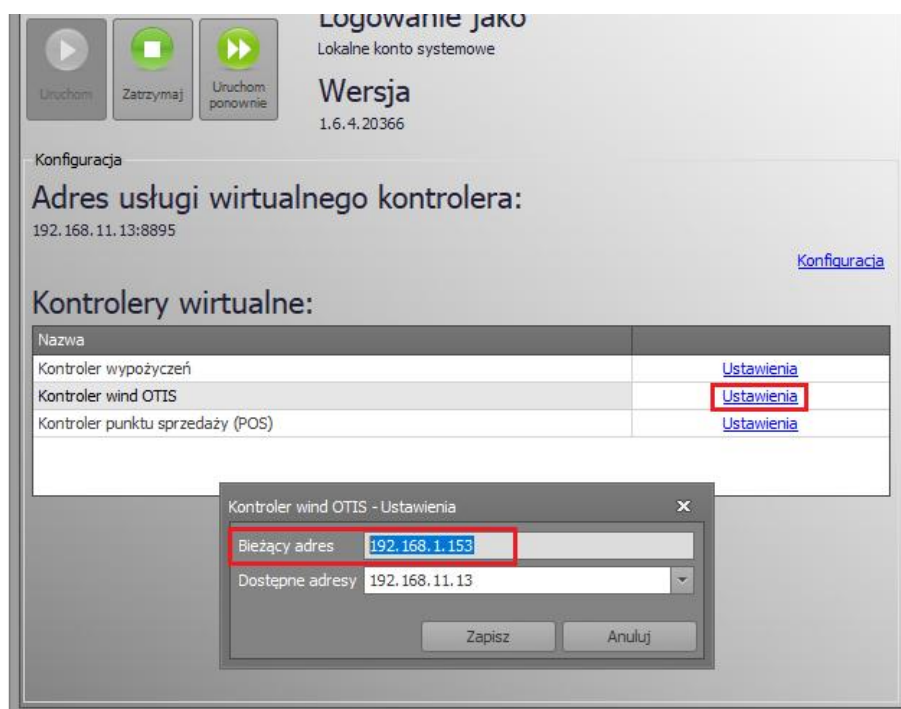 Logowanie jako
Lokalne konto systemowe
Uruchom
Zatrzymaj
Uruchom
ponownie
Wersja
1.6.4.20366
Konfiguracja
Adres usługi wirtualnego kontrolera:
192.168.11.13:8895
Konfiguracja
Kontrolery wirtualne:
Nazwa
Kontroler wypożyczeń Ustawienia
Kontroler wind OTIS Ustawienia
Kontroler punktu sprzedaży (POS) Ustawienia
Kontroler wind OTIS - Ustawienia x
Bieżący adres 192.168.1.153
Dostępne adresy 192.168.11.13
Zapisz Anuluj